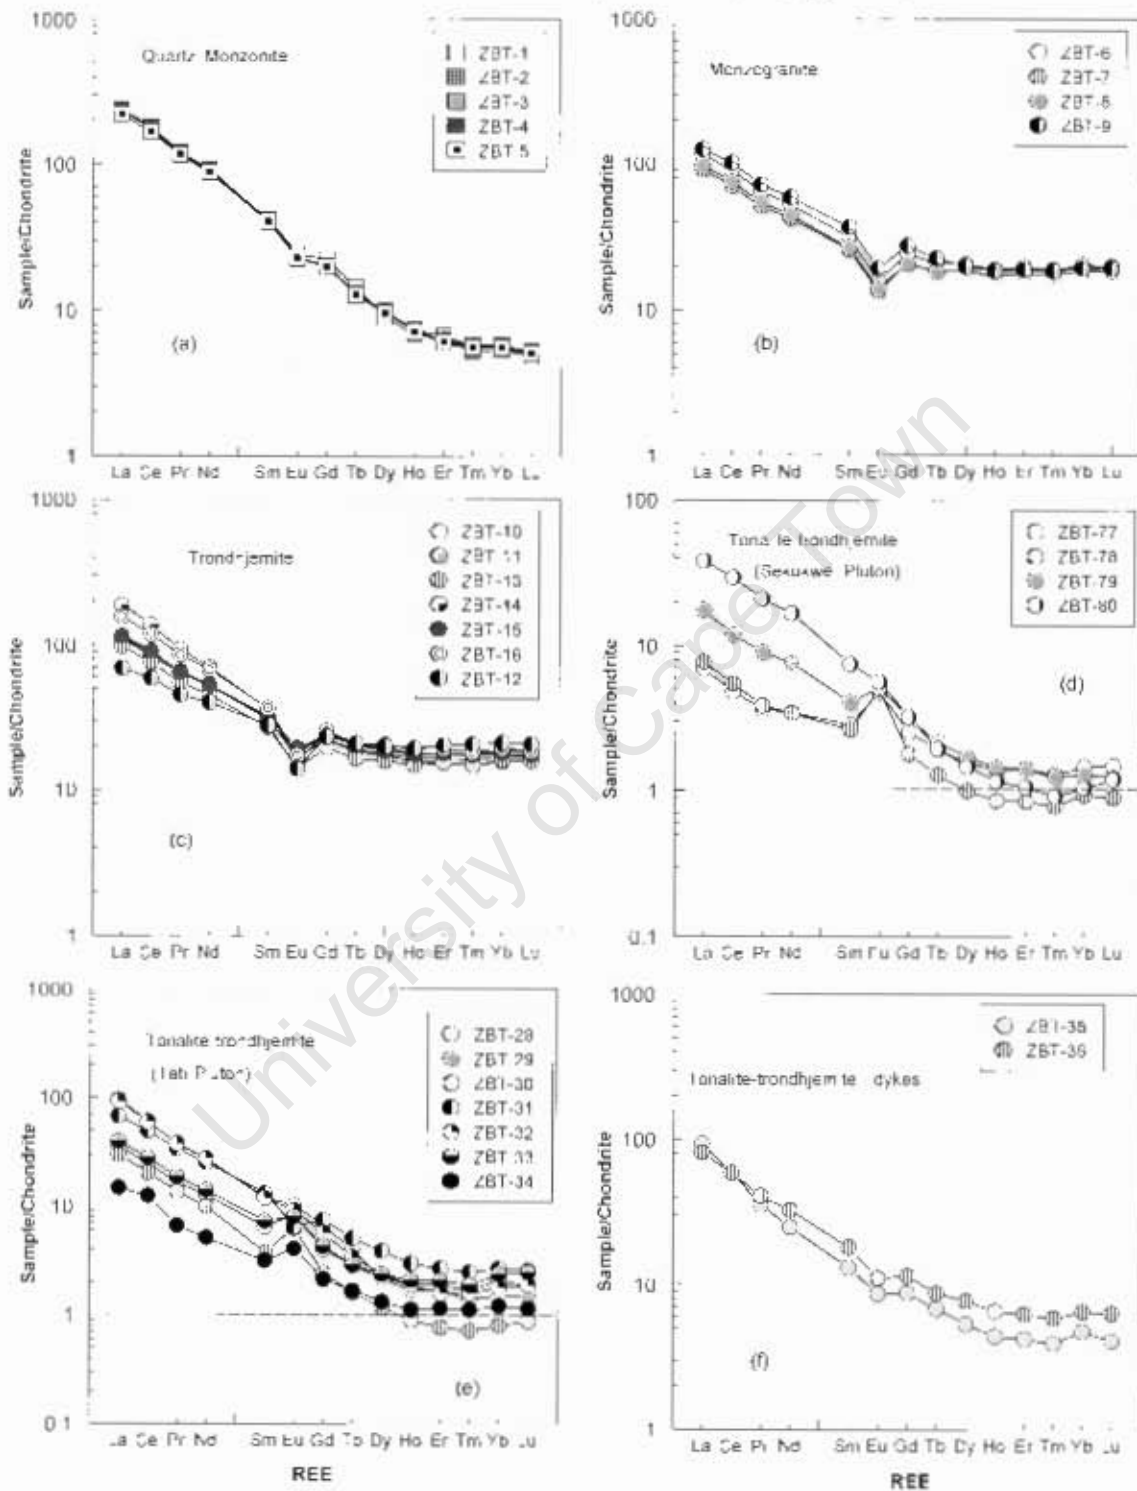 1000
100
10
1
Sample/Chondrite
Quartz Monzonite
ZBT-1
ZBT-2
ZBT-3
ZBT-4
ZBT-5
(a)
La Ce Pr Nd Sm Eu Gd Tb Dy Ho Er Tm Yb Lu
1000
100
10
1
Sample/Chondrite
Monzogranite
ZBT-6
ZBT-7
ZBT-8
ZBT-9
(b)
La Ce Pr Nd Sm Eu Gd Tb Dy Ho Er Tm Yb Lu
1000
100
10
1
Sample/Chondrite
Trondhjemite
ZBT-10
ZBT-11
ZBT-13
ZBT-14
ZBT-15
ZBT-16
ZBT-12
(c)
La Ce Pr Nd Sm Eu Gd Tb Dy Ho Er Tm Yb Lu
100
10
1
0.1
Sample/Chondrite
Tonalite trondhjemite
Pluton)
ZBT-77
ZBT-78
ZBT-79
ZBT-80
(d)
La Ce Pr Nd Sm Eu Gd Tb Dy Ho Er Tm Yb Lu
1000
100
10
1
0.1
Sample/Chondrite
Tonalite trondhjemite
Pluton)
ZBT-28
ZBT-29
ZBT-30
ZBT-31
ZBT-32
ZBT-33
ZBT-34
(e)
La Ce Pr Nd Sm Eu Gd Tb Dy Ho Er Tm Yb Lu
REE
1000
100
10
1
Sample/Chondrite
Tonalite-trondhjemite dykes
ZBT-35
ZBT-36
(f)
La Ce Pr Nd Sm Eu Gd Tb Dy Ho Er Tm Yb Lu
REE
University of Cape Town